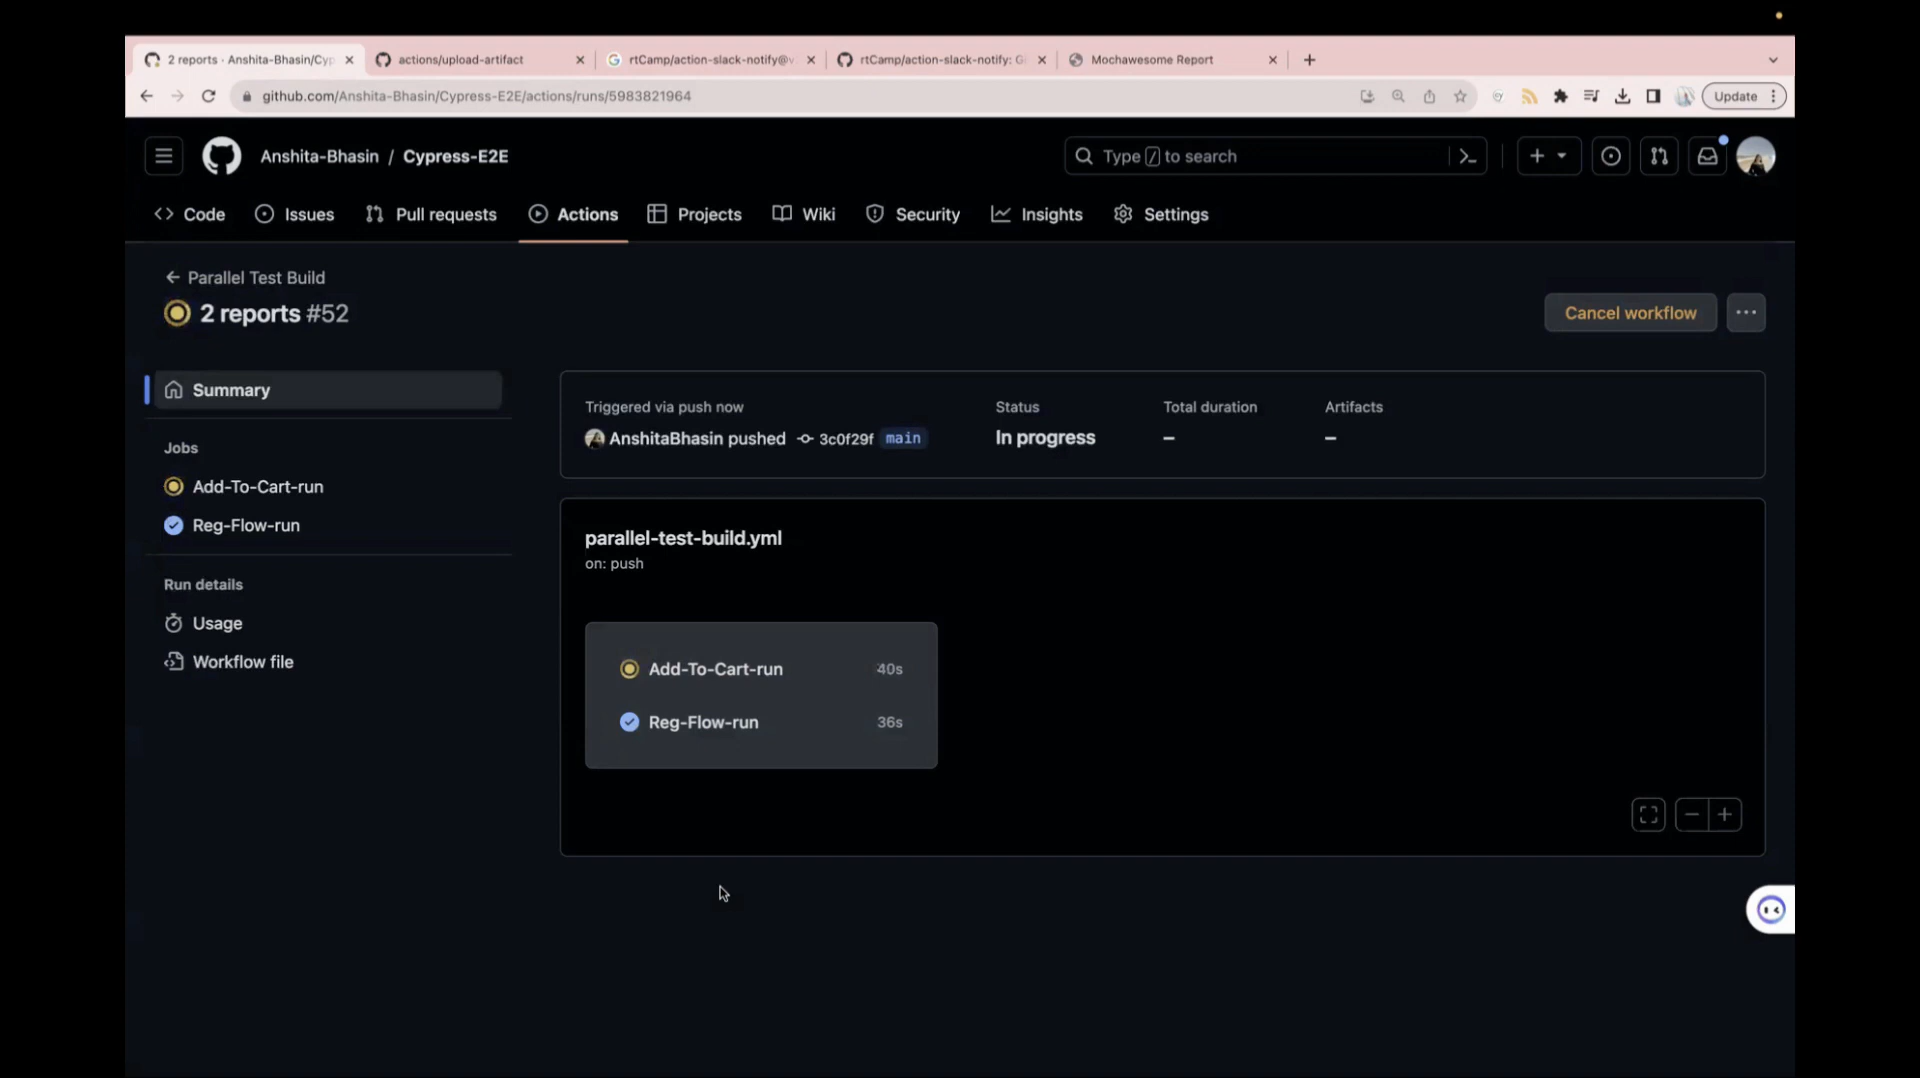 2 reports · Anshita-Bhasin/Cyp
actions/upload-artifact
rtCamp/action-slack-notify@v
rtCamp/action-slack-notify: Gi
Mochawesome Report
github.com/Anshita-Bhasin/Cypress-E2E/actions/runs/5983821964
Update
Anshita-Bhasin / Cypress-E2E
Type / to search
Code
Issues
Pull requests
Actions
Projects
Wiki
Security
Insights
Settings
Parallel Test Build
2 reports #52
Cancel workflow
Summary
Jobs
Add-To-Cart-run
Reg-Flow-run
Run details
Usage
Workflow file
Triggered via push now
AnshitaBhasin pushed 3c0f29f main
Status
In progress
Total duration
–
Artifacts
–
parallel-test-build.yml
on: push
Add-To-Cart-run 40s
Reg-Flow-run 36s